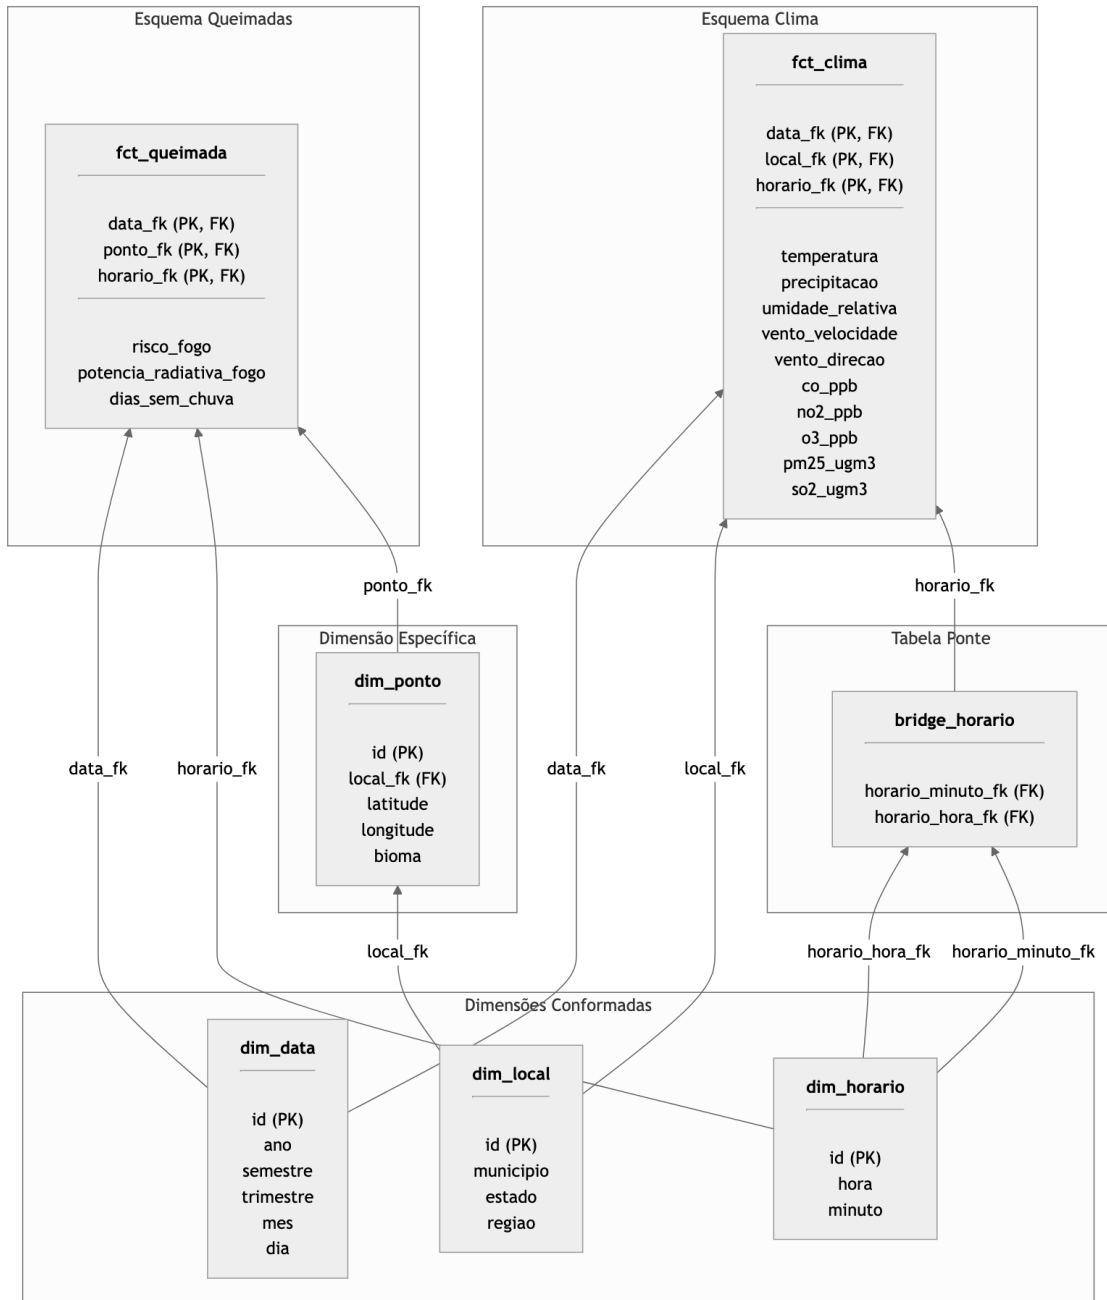 Esquema Queimadas
fct_queimada
data_fk (PK, FK)
ponto_fk (PK, FK)
horario_fk (PK, FK)
risco_fogo
potencia_radiativa_fogo
dias_sem_chuva
Esquema Clima
fct_clima
data_fk (PK, FK)
local_fk (PK, FK)
horario_fk (PK, FK)
temperatura
precipitacao
umidade_relativa
vento_velocidade
vento_direcao
co_ppb
no2_ppb
o3_ppb
pm25_ugm3
so2_ugm3
ponto_fk
horario_fk
Dimensão Específica
dim_ponto
id (PK)
local_fk (FK)
latitude
longitude
bioma
Tabela Ponte
bridge_horario
horario_minuto_fk (FK)
horario_hora_fk (FK)
data_fk
horario_fk
data_fk
local_fk
local_fk
horario_hora_fk
horario_minuto_fk
Dimensões Conformadas
dim_data
id (PK)
ano
semestre
trimestre
mes
dia
dim_local
id (PK)
municipio
estado
regiao
dim_horario
id (PK)
hora
minuto